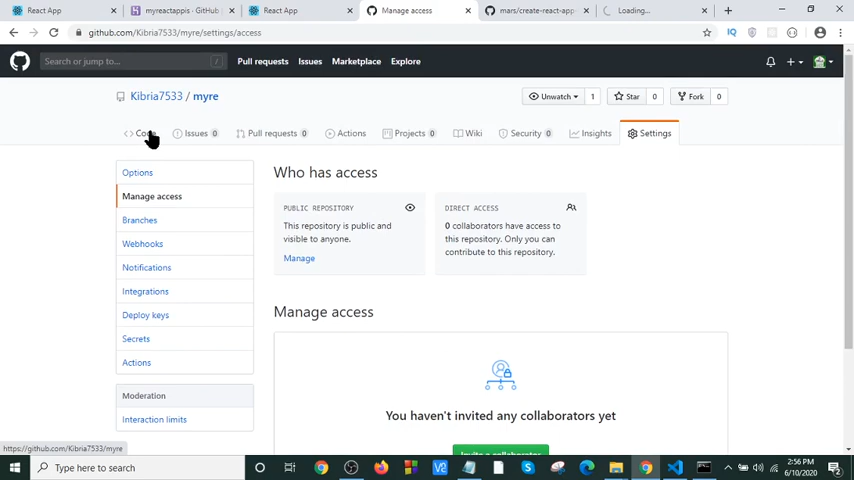 React App
myreactappis · GitHub
React App
Manage access
mars/create-react-app
Loading...
github.com/Kibria7533/myre/settings/access
Search or jump to...
/
Pull requests
Issues
Marketplace
Explore
Kibria7533 / myre
Unwatch
1
Star
0
Fork
0
Code
Issues 0
Pull requests 0
Actions
Projects 0
Wiki
Security 0
Insights
Settings
Options
Manage access
Branches
Webhooks
Notifications
Integrations
Deploy keys
Secrets
Actions
Moderation
Interaction limits
Who has access
PUBLIC REPOSITORY
This repository is public and
visible to anyone.
Manage
DIRECT ACCESS
0 collaborators have access to
this repository. Only you can
contribute to this repository.
Manage access
You haven't invited any collaborators yet
Invite a collaborator
https://github.com/Kibria7533/myre
Type here to search
2:56 PM
6/10/2020